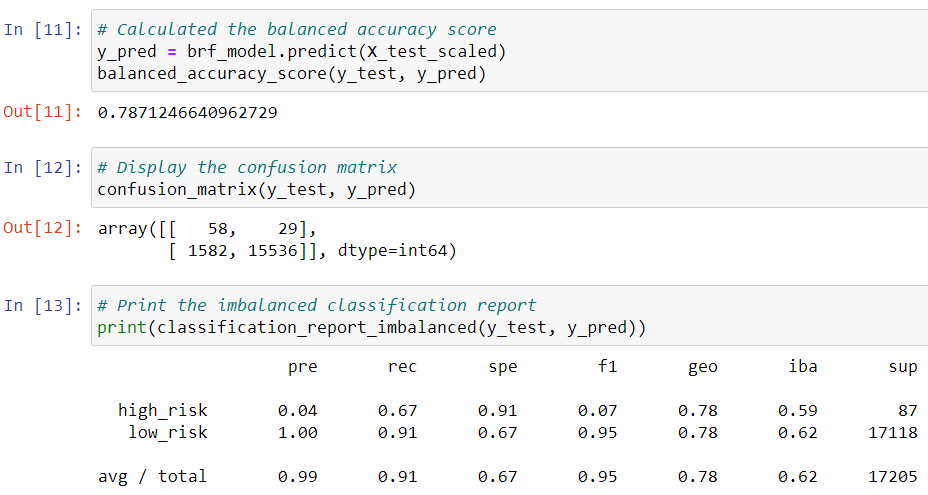 In [11]: # Calculated the balanced accuracy score
y_pred = brf_model.predict(X_test_scaled)
balanced_accuracy_score(y_test, y_pred)
Out[11]: 0.7871246640962729
In [12]: # Display the confusion matrix
confusion_matrix(y_test, y_pred)
Out[12]: array([[   58,    29],
       [ 1582, 15536]], dtype=int64)
In [13]: # Print the imbalanced classification report
print(classification_report_imbalanced(y_test, y_pred))
pre rec spe f1 geo iba sup
high_risk 0.04 0.67 0.91 0.07 0.78 0.59 87
low_risk 1.00 0.91 0.67 0.95 0.78 0.62 17118
avg / total 0.99 0.91 0.67 0.95 0.78 0.62 17205